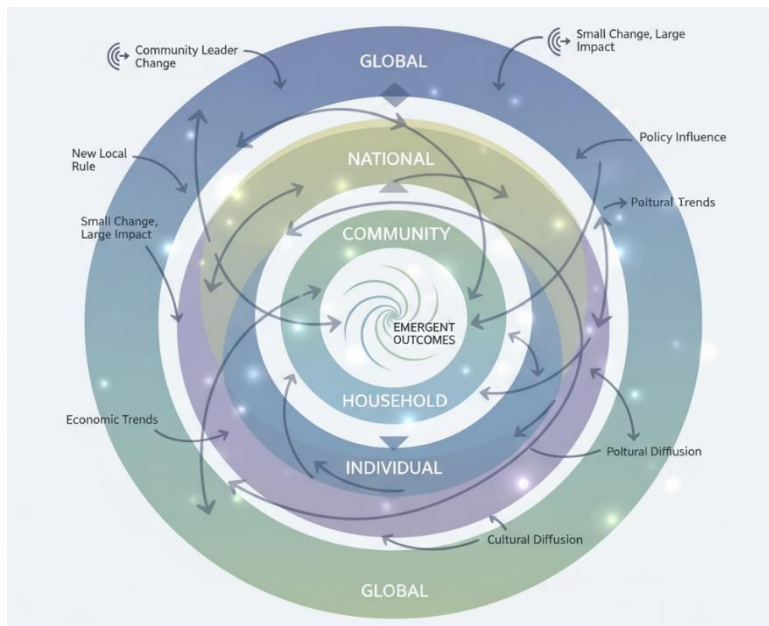 Community Leader
Change
GLOBAL
Small Change, Large
Impact
New Local
Rule
NATIONAL
Policy Influence
Poltural Trends
Small Change,
Large Impact
COMMUNITY
EMERGENT
OUTCOMES
HOUSEHOLD
Economic Trends
INDIVIDUAL
Poltural Diffusion
Cultural Diffusion
GLOBAL